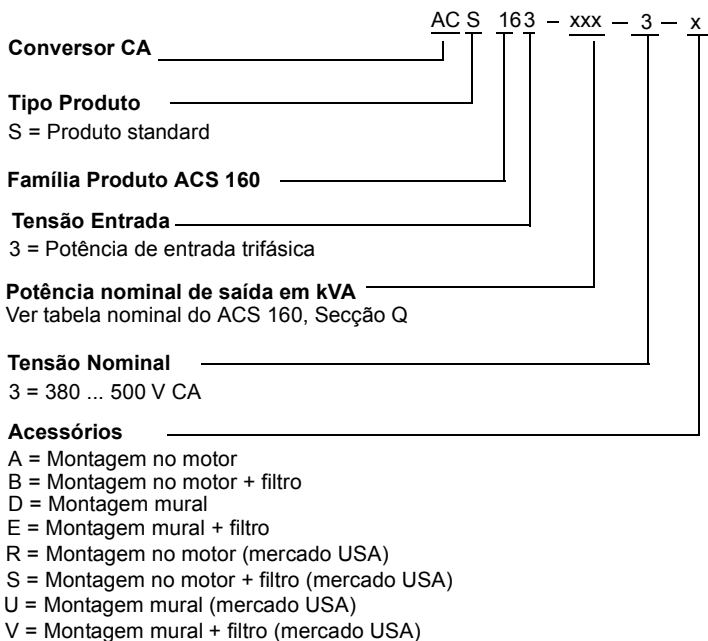 AC S 16 3 – xxx – 3 – x
Conversor CA
Tipo Produto
S = Produto standard
Família Produto ACS 160
Tensão Entrada
3 = Potência de entrada trifásica
Potência nominal de saída em kVA
Ver tabela nominal do ACS 160, Secção Q
Tensão Nominal
3 = 380 ... 500 V CA
Acessórios
A = Montagem no motor
B = Montagem no motor + filtro
D = Montagem mural
E = Montagem mural + filtro
R = Montagem no motor (mercado USA)
S = Montagem no motor + filtro (mercado USA)
U = Montagem mural (mercado USA)
V = Montagem mural + filtro (mercado USA)